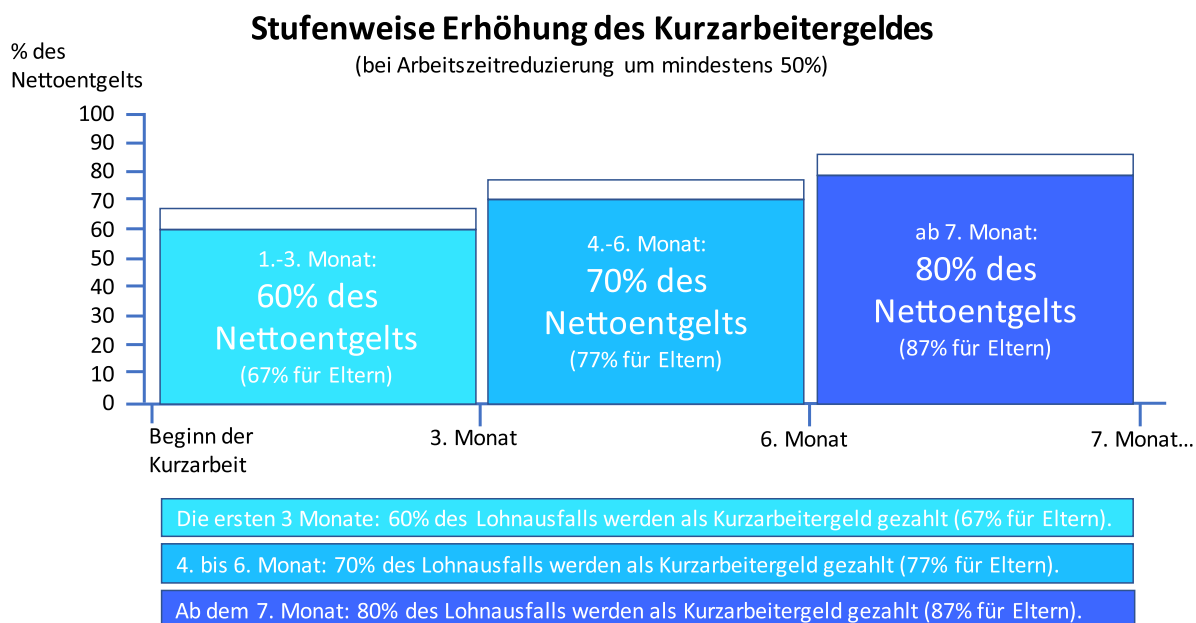 Stufenweise Erhöhung des Kurzarbeitergeldes
(bei Arbeitszeitreduzierung um mindestens 50%)
% des
Nettoentgelts
100
90
80
70
60
50
40
30
20
10
0
1.-3. Monat:
60% des
Nettoentgelts
(67% für Eltern)
4.-6. Monat:
70% des
Nettoentgelts
(77% für Eltern)
ab 7. Monat:
80% des
Nettoentgelts
(87% für Eltern)
Beginn der
Kurzarbeit
3. Monat
6. Monat
7. Monat...
Die ersten 3 Monate: 60% des Lohnausfalls werden als Kurzarbeitergeld gezahlt (67% für Eltern).
4. bis 6. Monat: 70% des Lohnausfalls werden als Kurzarbeitergeld gezahlt (77% für Eltern).
Ab dem 7. Monat: 80% des Lohnausfalls werden als Kurzarbeitergeld gezahlt (87% für Eltern).